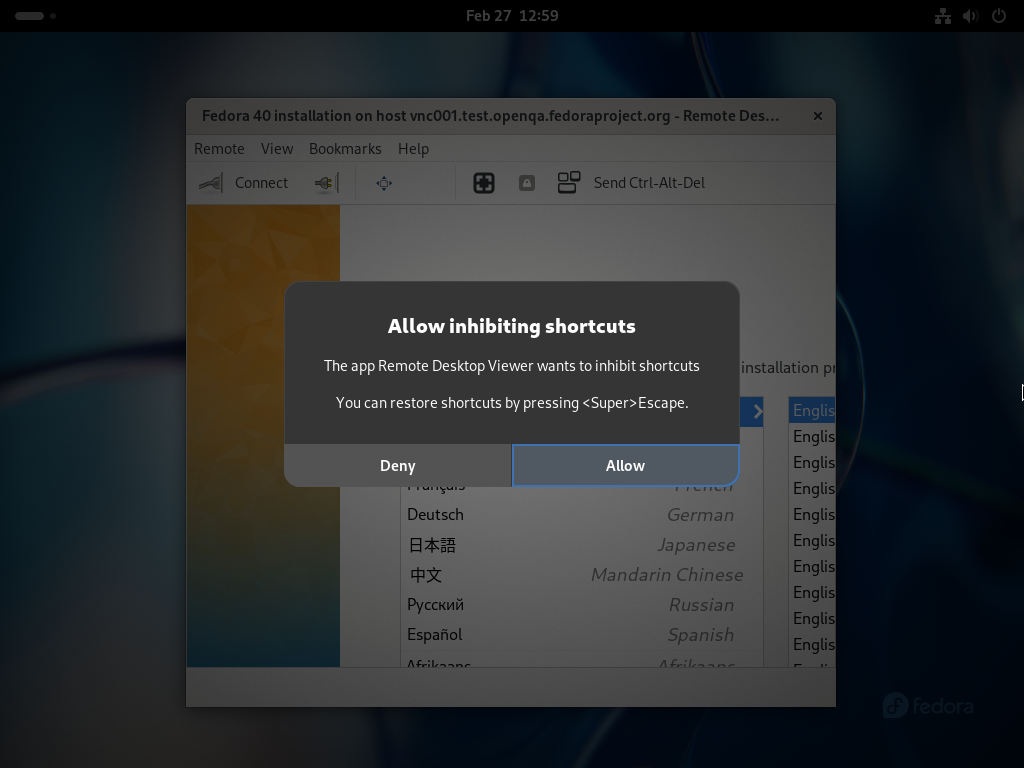 Feb 27 12:59
Fedora 40 installation on host vnc001.test.openqa.fedoraproject.org - Remote Des...
Remote View Bookmarks Help
Connect Send Ctrl-Alt-Del
Allow inhibiting shortcuts
The app Remote Desktop Viewer wants to inhibit shortcuts
installation pr
You can restore shortcuts by pressing <Super>Escape.
Englis
Englis
Deny Allow
Englis
Français French
Englis
Deutsch German
Englis
日本語 Japanese
Englis
中文 Mandarin Chinese
Englis
Русский Russian
Englis
Español Spanish
Englis
Englis
Afrikaans Afrikaans
fedora